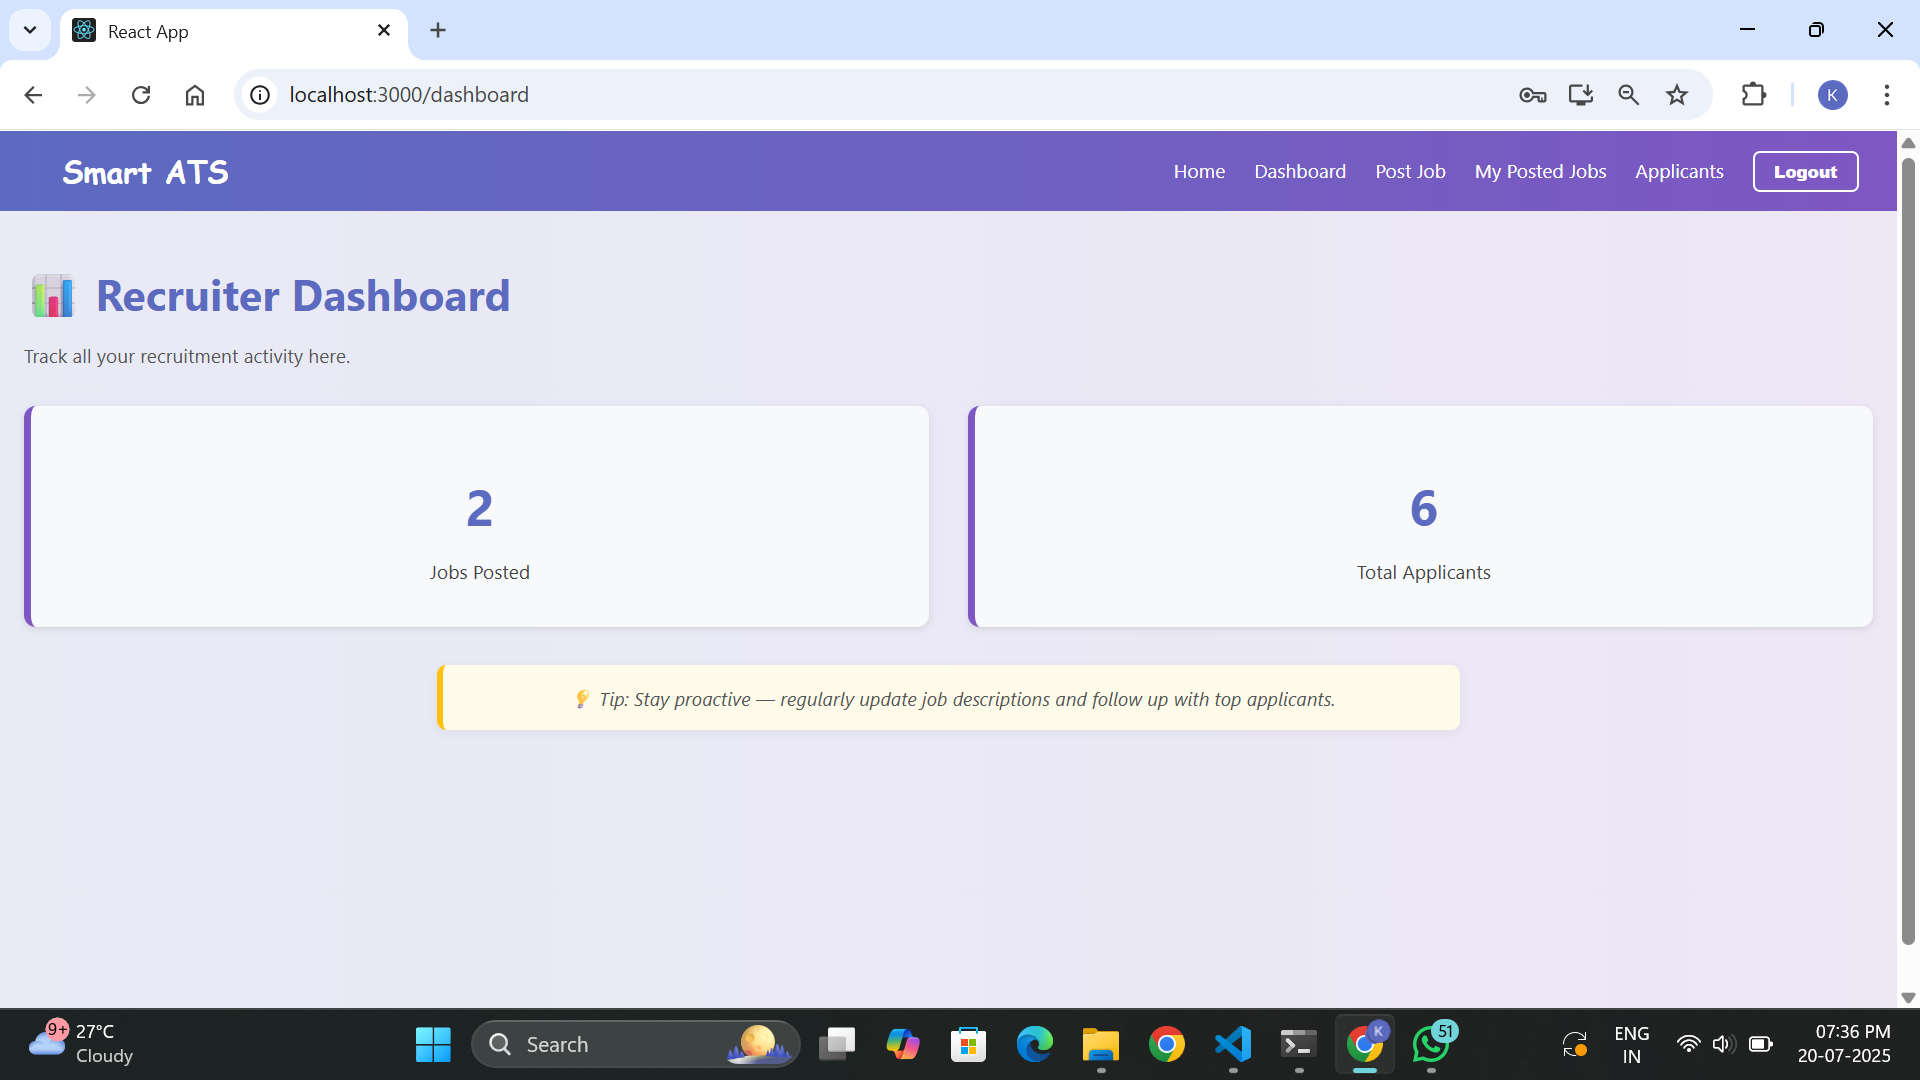 React App
localhost:3000/dashboard
K
Smart ATS
Home Dashboard Post Job My Posted Jobs Applicants Logout
📊 Recruiter Dashboard
Track all your recruitment activity here.
2
Jobs Posted
6
Total Applicants
💡 Tip: Stay proactive — regularly update job descriptions and follow up with top applicants.
9+
27°C
Cloudy
Search
K
51
ENG
IN
07:36 PM
20-07-2025